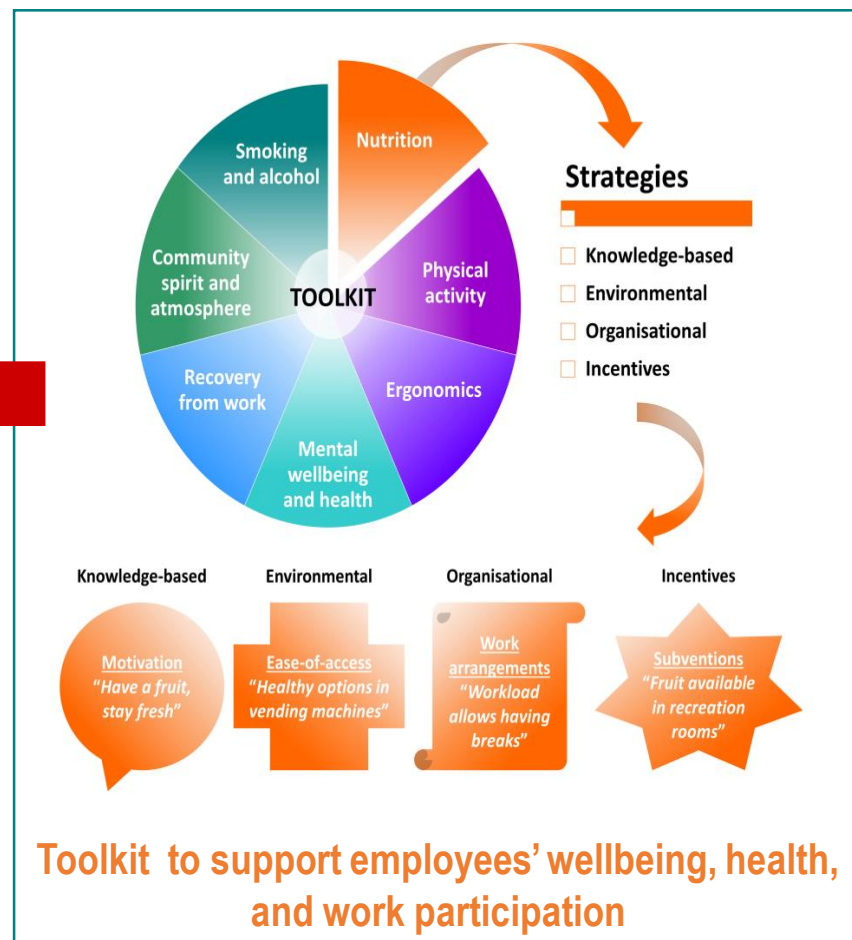 Nutrition
Smoking
and alcohol
Community
spirit and
atmosphere
TOOLKIT
Physical
activity
Recovery
from work
Ergonomics
Mental
wellbeing
and health
Strategies
Knowledge-based
Environmental
Organisational
Incentives
Knowledge-based
Motivation
"Have a fruit,
stay fresh"
Environmental
Ease-of-access
"Healthy options in
vending machines"
Organisational
Work
arrangements
"Workload
allows having
breaks"
Incentives
Subventions
"Fruit available
in recreation
rooms"
Toolkit to support employees' wellbeing, health,
and work participation